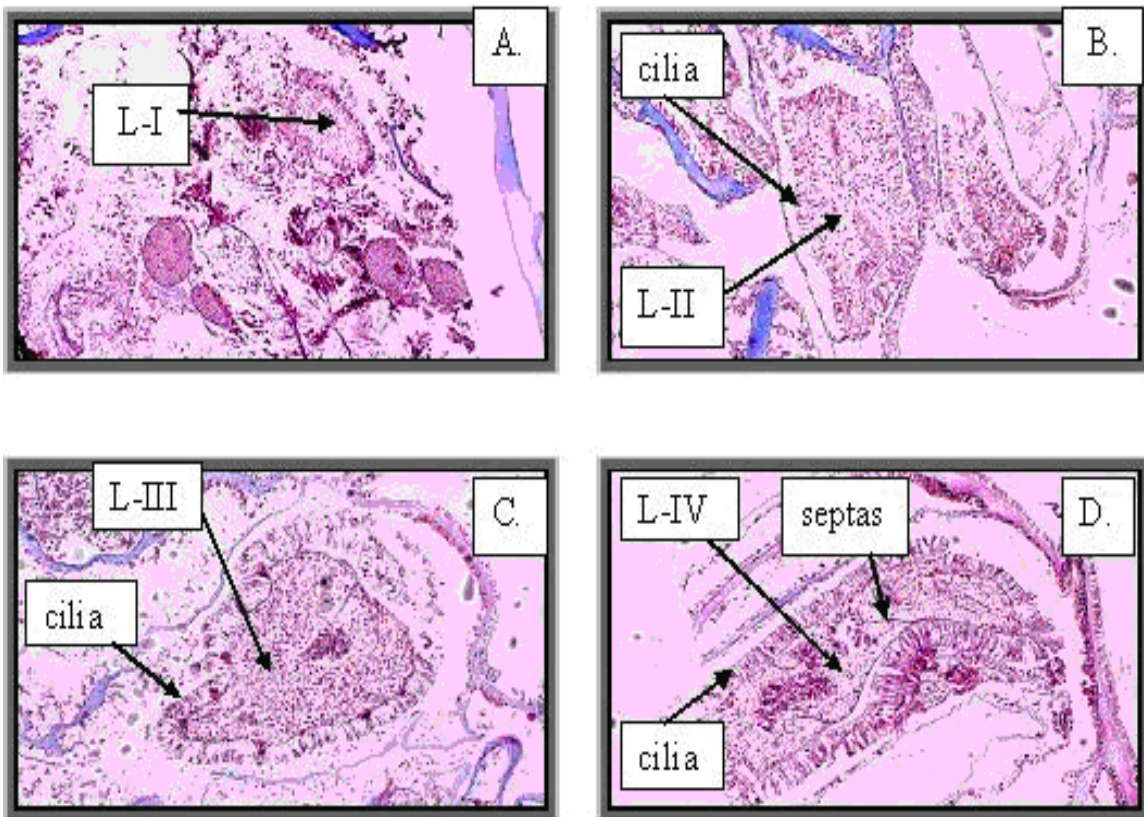 A.
L-I
B.
cilia
L-II
C.
L-III
cilia
D.
L-IV
septas
cilia